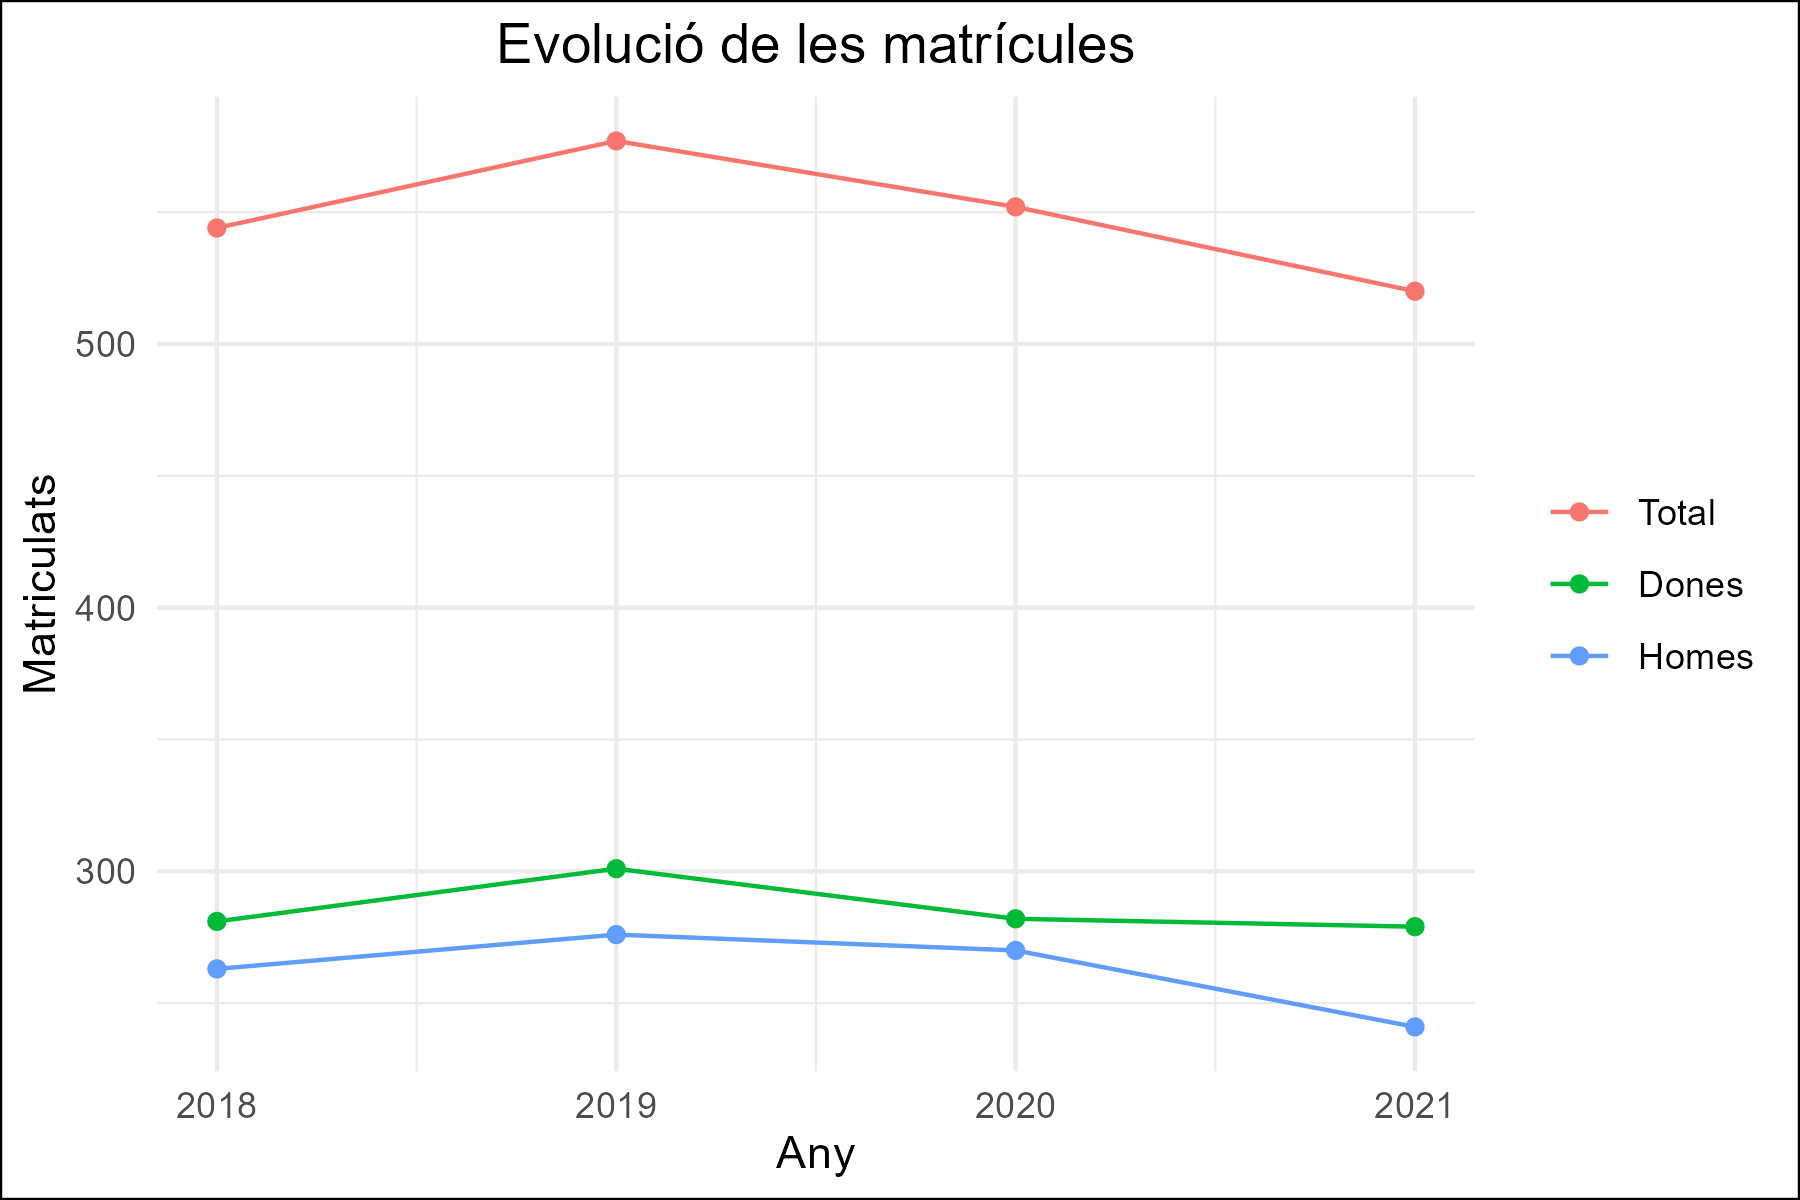 Evolució de les matrícules
Matriculats
500
400
300
2018 2019 2020 2021
Any
Total
Dones
Homes